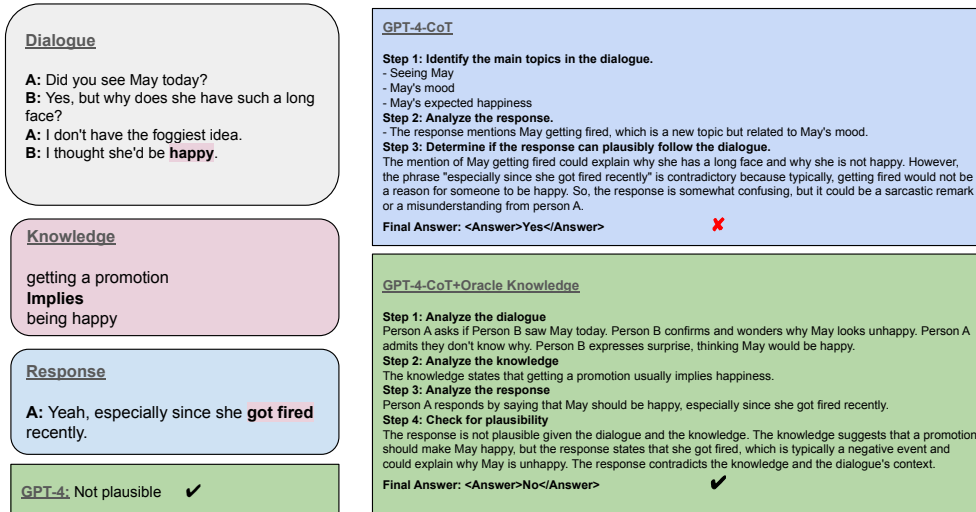 Dialogue
A: Did you see May today?
B: Yes, but why does she have such a long
face?
A: I don't have the foggiest idea.
B: I thought she'd be happy.
Knowledge
getting a promotion
Implies
being happy
Response
A: Yeah, especially since she got fired
recently.
GPT-4: Not plausible ✔
GPT-4-CoT
Step 1: Identify the main topics in the dialogue.
- Seeing May
- May's mood
- May's expected happiness
Step 2: Analyze the response.
- The response mentions May getting fired, which is a new topic but related to May's mood.
Step 3: Determine if the response can plausibly follow the dialogue.
The mention of May getting fired could explain why she has a long face and why she is not happy. However,
the phrase "especially since she got fired recently" is contradictory because typically, getting fired would not be
a reason for someone to be happy. So, the response is somewhat confusing, but it could be a sarcastic remark
or a misunderstanding from person A.
Final Answer: <Answer>Yes</Answer> ✘
GPT-4-CoT+Oracle Knowledge
Step 1: Analyze the dialogue
Person A asks if Person B saw May today. Person B confirms and wonders why May looks unhappy. Person A
admits they don't know why. Person B expresses surprise, thinking May would be happy.
Step 2: Analyze the knowledge
The knowledge states that getting a promotion usually implies happiness.
Step 3: Analyze the response
Person A responds by saying that May should be happy, especially since she got fired recently.
Step 4: Check for plausibility
The response is not plausible given the dialogue and the knowledge. The knowledge suggests that a promotion
should make May happy, but the response states that she got fired, which is typically a negative event and
could explain why May is unhappy. The response contradicts the knowledge and the dialogue's context.
Final Answer: <Answer>No</Answer> ✔